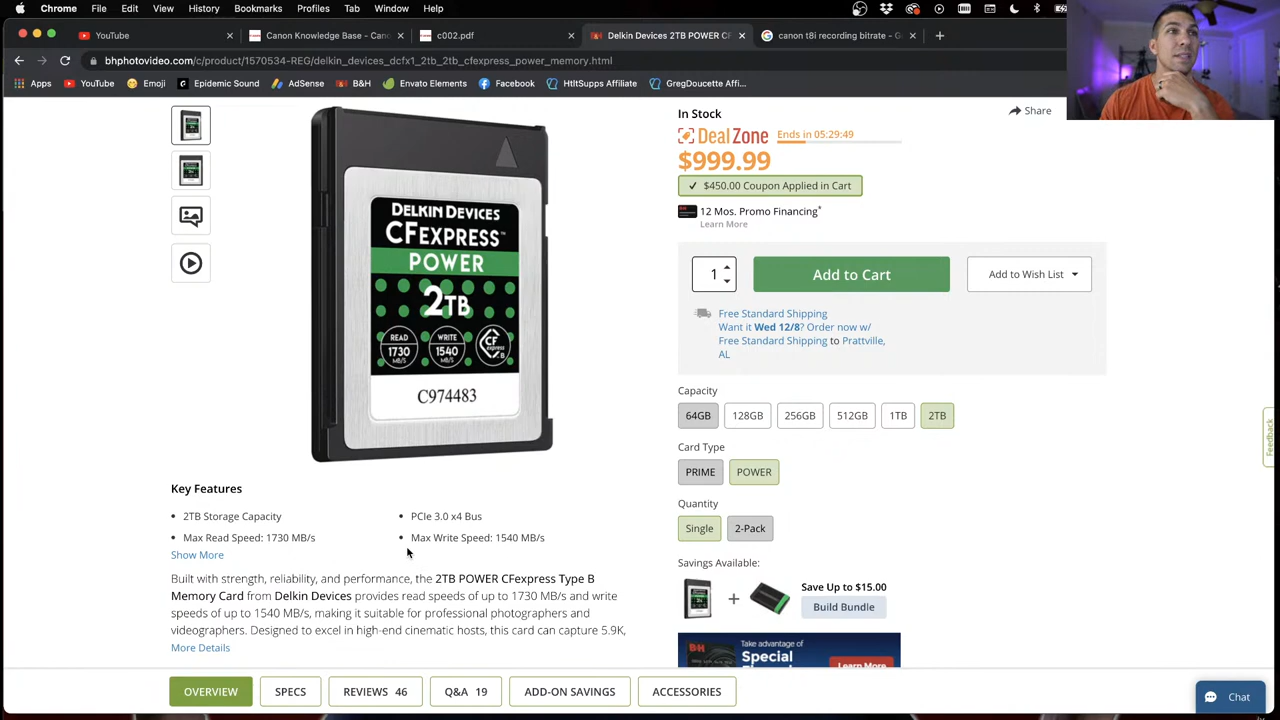 Chrome File Edit View History Bookmarks Profiles Tab Window Help
YouTube
Canon Knowledge Base - Can
c002.pdf
Delkin Devices 2TB POWER CF
canon t8i recording bitrate - G
bhphotovideo.com/c/product/1570534-REG/delkin_devices_dcfx1_2tb_2tb_cfexpress_power_memory.html
Apps YouTube Emoji Epidemic Sound AdSense B&H Envato Elements Facebook HtItSupps Affiliate GregDoucette Affi...
In Stock
Share
DealZone
Ends in 05:29:49
$999.99
$450.00 Coupon Applied in Cart
12 Mos. Promo Financing*
Learn More
1
Add to Cart
Add to Wish List
Free Standard Shipping
Want it Wed 12/8? Order now w/
Free Standard Shipping to Prattville,
AL
Capacity
64GB 128GB 256GB 512GB 1TB 2TB
Card Type
PRIME POWER
Quantity
Single 2-Pack
Savings Available:
Save Up to $15.00
Build Bundle
B&H
Take advantage of
Special
Learn More
DELKIN DEVICES
CFEXPRESS™
POWER
2TB
READ
1730
MB/S
WRITE
1540
MB/S
CF
express
B
C974483
Key Features
2TB Storage Capacity
PCIe 3.0 x4 Bus
Max Read Speed: 1730 MB/s
Max Write Speed: 1540 MB/s
Show More
Built with strength, reliability, and performance, the 2TB POWER CFexpress Type B
Memory Card from Delkin Devices provides read speeds of up to 1730 MB/s and write
speeds of up to 1540 MB/s, making it suitable for professional photographers and
videographers. Designed to excel in high-end cinematic hosts, this card can capture 5.9K,
More Details
OVERVIEW SPECS REVIEWS 46 Q&A 19 ADD-ON SAVINGS ACCESSORIES
Feedback
Chat